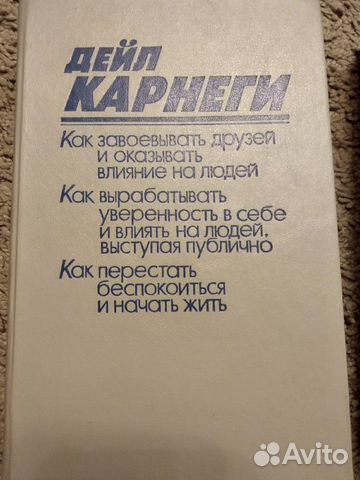 ДЕЙЛ
КАРНЕГИ
Как завоевывать друзей
и оказывать
влияние на людей
Как вырабатывать
уверенность в себе
и влиять на людей,
выступая публично
Как перестать
беспокоиться
и начать жить
Avito